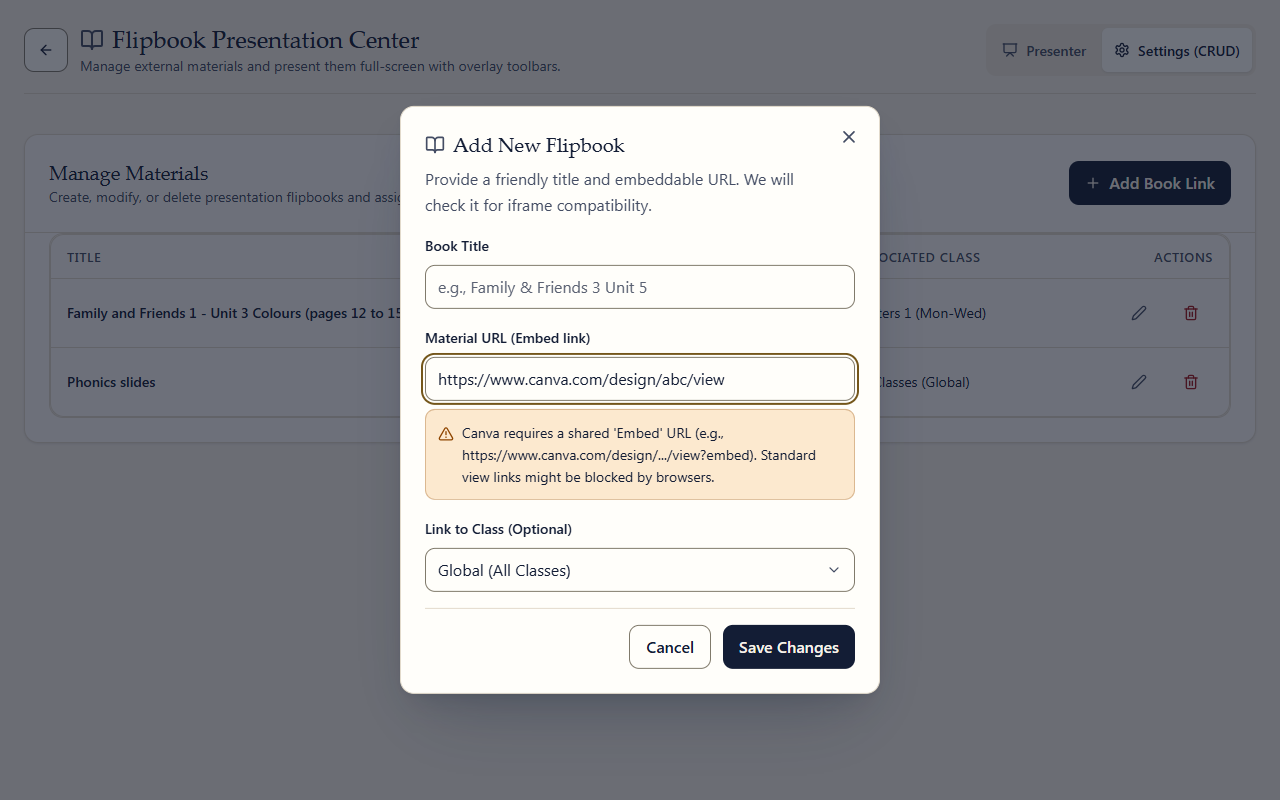 Flipbook Presentation Center
Manage external materials and present them full-screen with overlay toolbars.
Presenter
Settings (CRUD)
Manage Materials
Create, modify, or delete presentation flipbooks and
Add Book Link
TITLE
CLASS
ACTIONS
Family and Friends 1 - Unit 3 Colours (pages 12 to 15
1 (Mon-Wed)
Phonics slides
(Global)
Add New Flipbook
Provide a friendly title and embeddable URL. We will
check it for iframe compatibility.
Book Title
e.g., Family & Friends 3 Unit 5
Material URL (Embed link)
https://www.canva.com/design/abc/view
Canva requires a shared 'Embed' URL (e.g.,
https://www.canva.com/design/.../view?embed). Standard
view links might be blocked by browsers.
Link to Class (Optional)
Global (All Classes)
Cancel
Save Changes